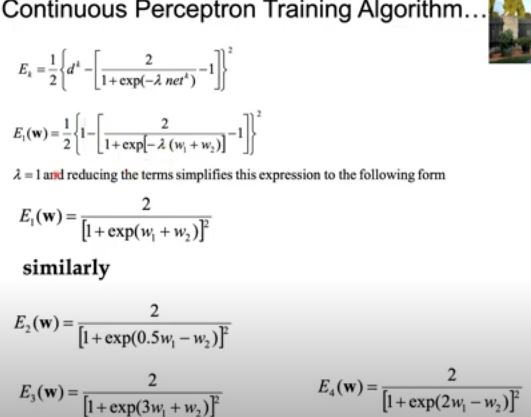 Continuous Perceptron Training Algorithm...
E_k = 1/2 {d^k - [2/(1+exp(-λ net^k)) - 1]}^2
E_1(w) = 1/2 {1 - [2/(1+exp[-λ(w_1 + w_2)]) - 1]}^2
λ = 1 and reducing the terms simplifies this expression to the following form
E_1(w) = 2/[1+exp(w_1 + w_2)]^2
similarly
E_2(w) = 2/[1+exp(0.5w_1 - w_2)]^2
E_3(w) = 2/[1+exp(3w_1 + w_2)]^2 E_4(w) = 2/[1+exp(2w_1 - w_2)]^2